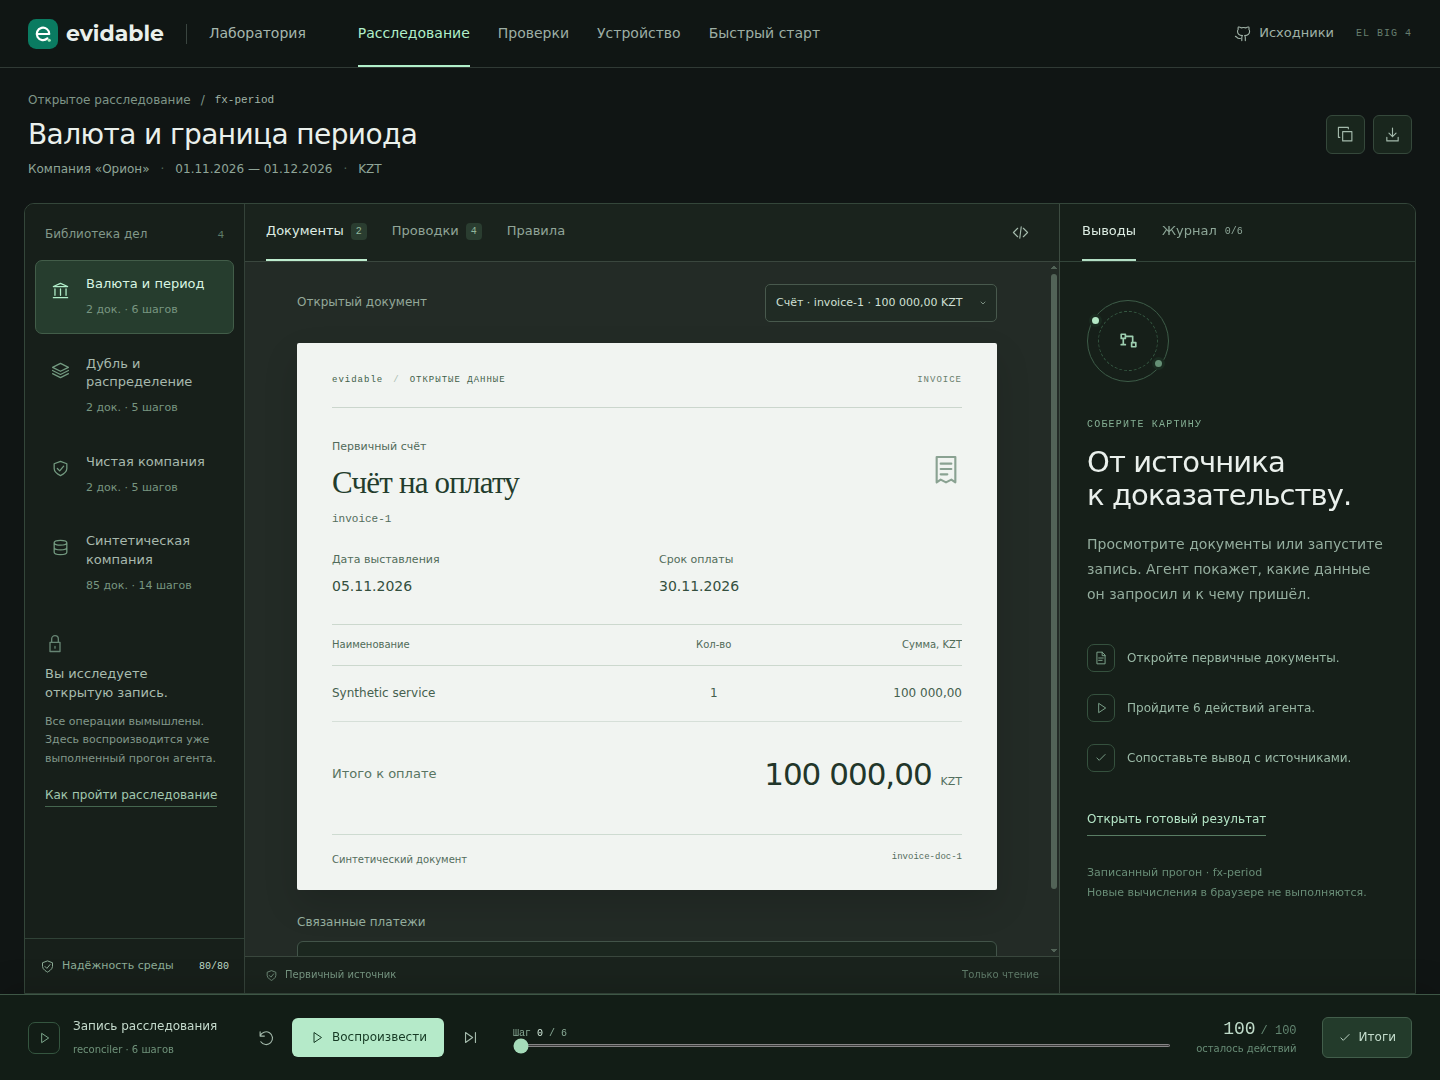 evidable
Лаборатория
Расследование
Проверки
Устройство
Быстрый старт
Исходники
EL BIG 4
Открытое расследование / fx-period
Валюта и граница периода
Компания «Орион» · 01.11.2026 — 01.12.2026 · KZT
Библиотека дел 4
Валюта и период
2 док. · 6 шагов
Дубль и
распределение
2 док. · 5 шагов
Чистая компания
2 док. · 5 шагов
Синтетическая
компания
85 док. · 14 шагов
Вы исследуете
открытую запись.
Все операции вымышлены.
Здесь воспроизводится уже
выполненный прогон агента.
Как пройти расследование
Надёжность среды 80/80
Документы 2
Проводки 4
Правила
Открытый документ
Счёт · invoice-1 · 100 000,00 KZT
evidable / ОТКРЫТЫЕ ДАННЫЕ
INVOICE
Первичный счёт
Счёт на оплату
invoice-1
Дата выставления
05.11.2026
Срок оплаты
30.11.2026
Наименование Кол-во Сумма, KZT
Synthetic service 1 100 000,00
Итого к оплате 100 000,00 KZT
Синтетический документ invoice-doc-1
Связанные платежи
Первичный источник
Только чтение
Выводы
Журнал 0/6
СОБЕРИТЕ КАРТИНУ
От источника
к доказательству.
Просмотрите документы или запустите
запись. Агент покажет, какие данные
он запросил и к чему пришёл.
Откройте первичные документы.
Пройдите 6 действий агента.
Сопоставьте вывод с источниками.
Открыть готовый результат
Записанный прогон · fx-period
Новые вычисления в браузере не выполняются.
Запись расследования
reconciler · 6 шагов
Воспроизвести
Шаг 0 / 6
100 / 100
осталось действий
Итоги